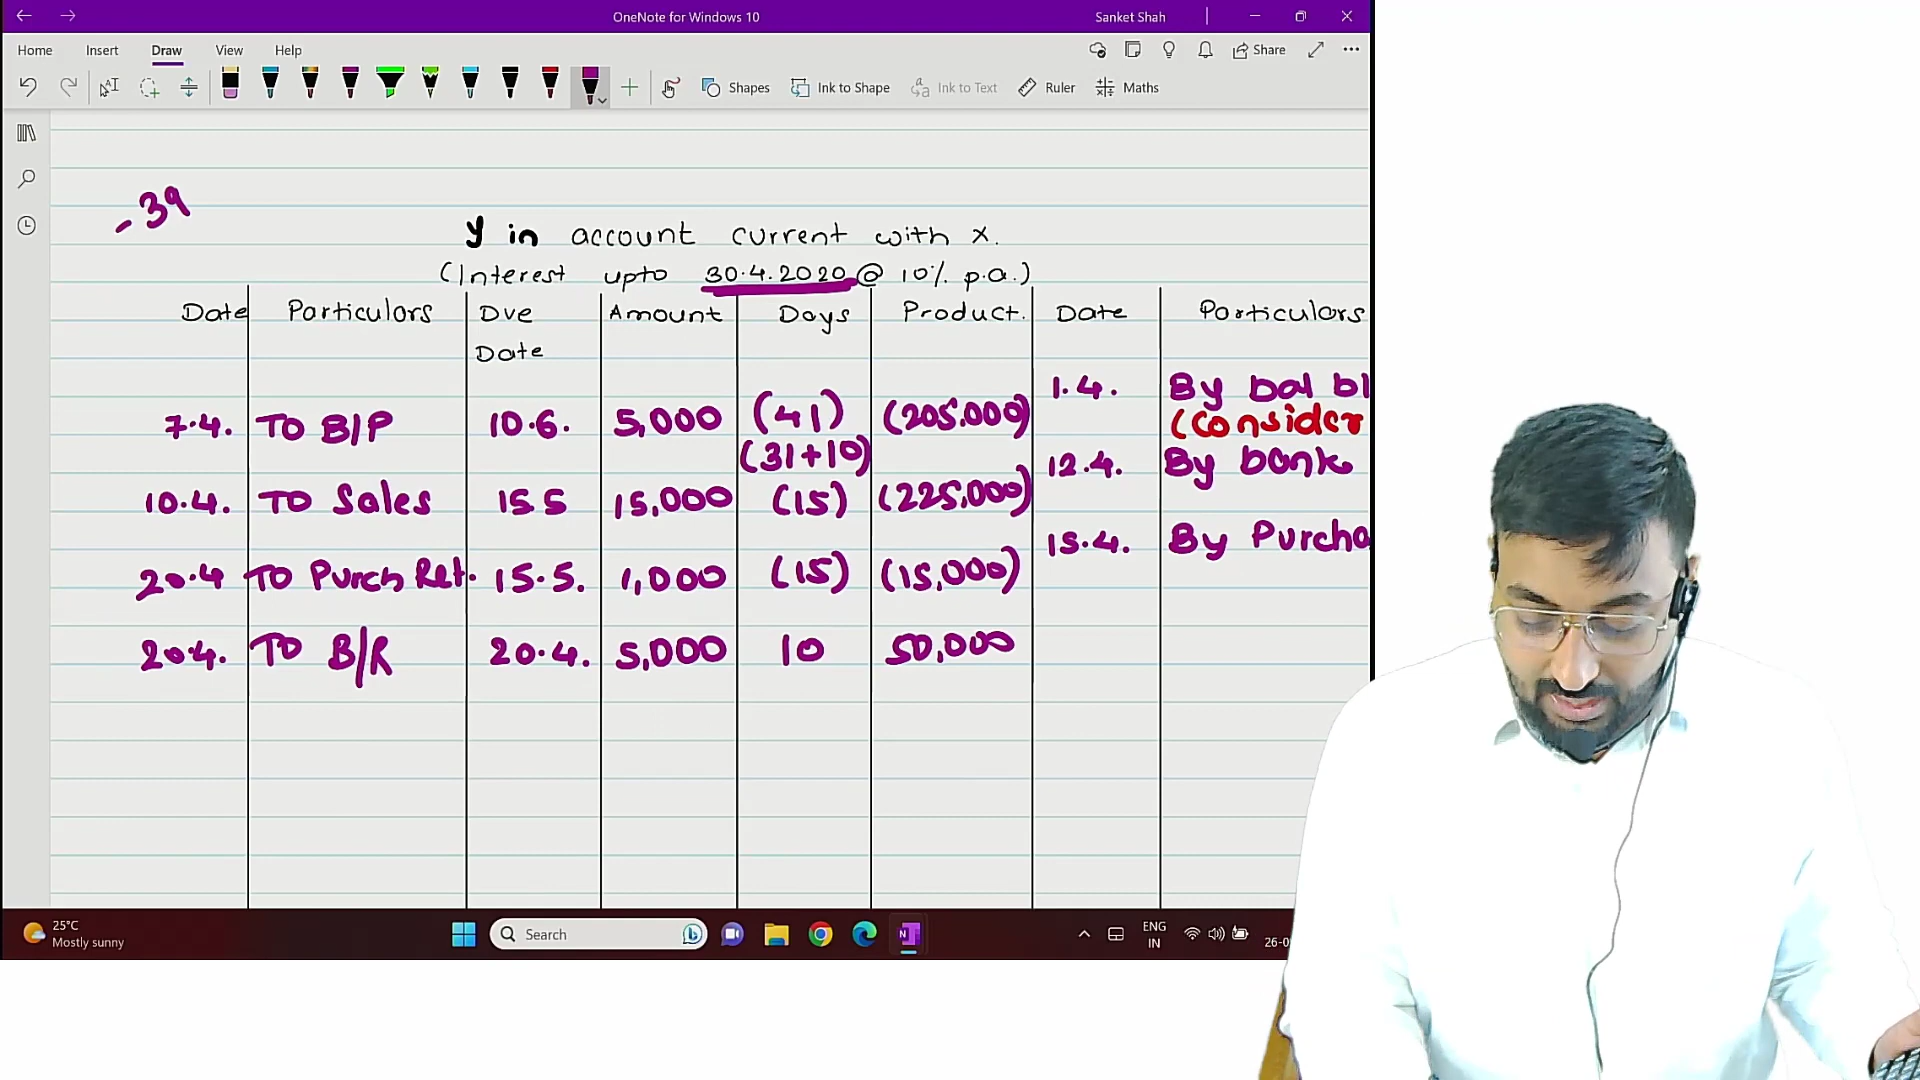 OneNote for Windows 10
Sanket Shah
Home Insert Draw View Help
Share
Shapes Ink to Shape Ink to Text Ruler Maths
- 39
y in account current with x.
(Interest upto 30.4.2020 @ 10% p.a.)
Date Particulars Due Date Amount Days Product. Date Particulars
1.4. By bal b/
7.4. To B/P 10.6. 5,000 (41) (205,000) (Consider
(31+10) 12.4. By bank
10.4. To Sales 15.5 15,000 (15) (225,000)
15.4. By Purcha
20.4 To Purch Ret. 15.5. 1,000 (15) (15,000)
20.4. To B/R 20.4. 5,000 10 50,000
25°C
Mostly sunny
Search
ENG
IN
26-0